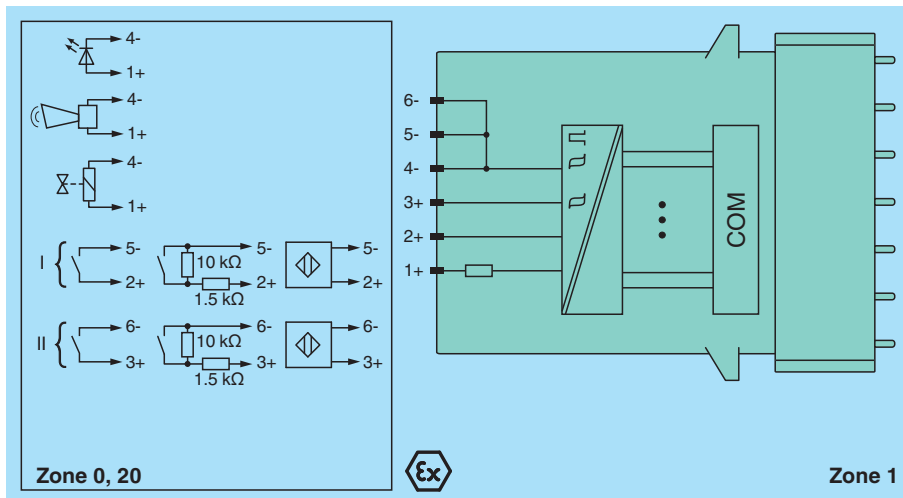 4-
1+
4-
1+
4-
1+
I
5-
2+
10 kΩ
1.5 kΩ
5-
2+
5-
2+
II
6-
3+
10 kΩ
1.5 kΩ
6-
3+
6-
3+
Zone 0, 20
6-
5-
4-
3+
2+
1+
COM
Ex
Zone 1